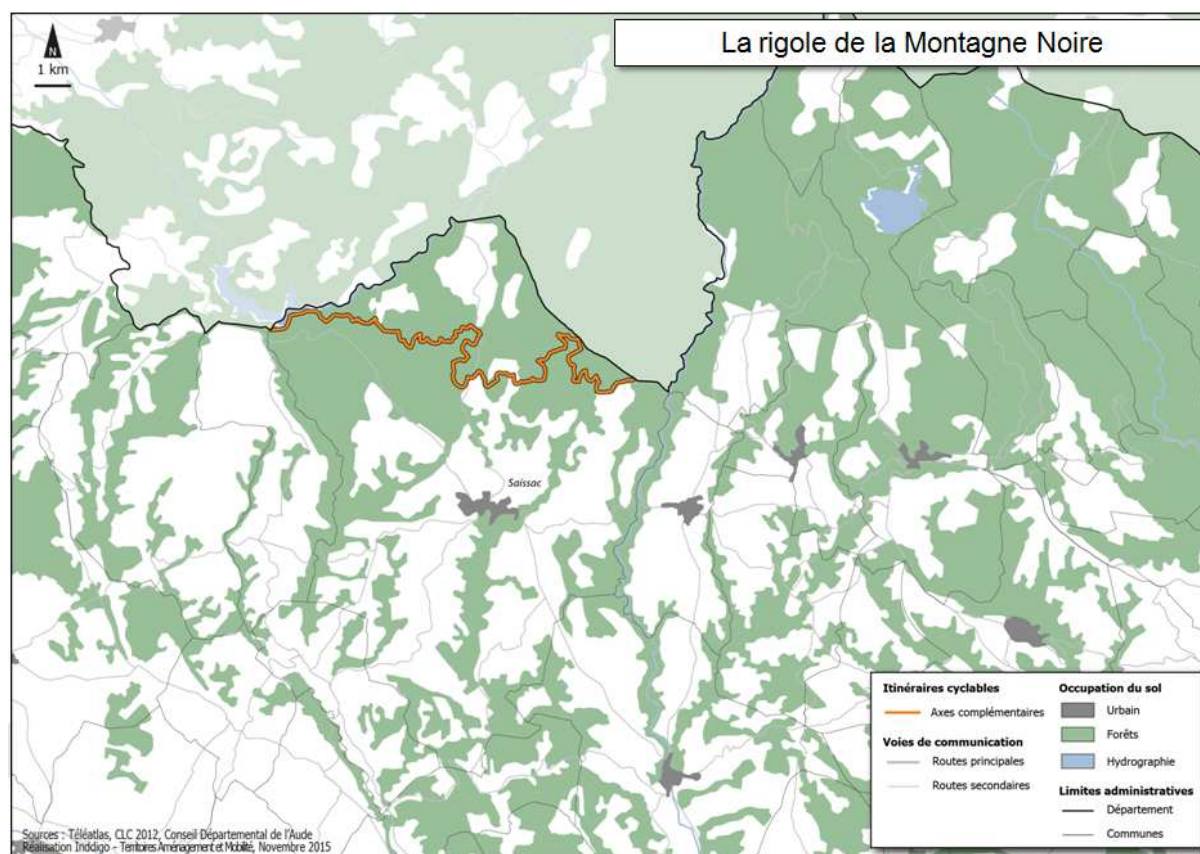 La rigole de la Montagne Noire
N
1 km
Saissac
Itinéraires cyclables
Axes complémentaires
Voies de communication
Routes principales
Routes secondaires
Occupation du sol
Urbain
Forêts
Hydrographie
Limites administratives
Département
Communes
Sources : Téléatlas, CLC 2012, Conseil Départemental de l'Aude
Réalisation Inddigo - Territoires Aménagement et Mobilité, Novembre 2015